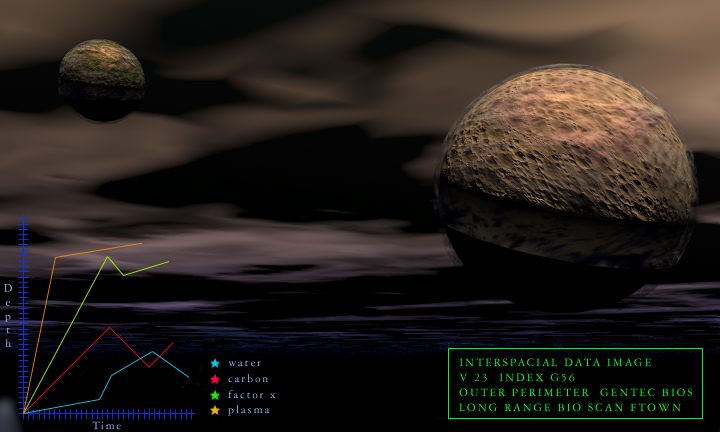 Depth
Time
water
carbon
factor x
plasma
INTERSPACIAL DATA IMAGE
V 23 INDEX G56
OUTER PERIMETER GENTEC BIOS
LONG RANGE BIO SCAN FTOWN